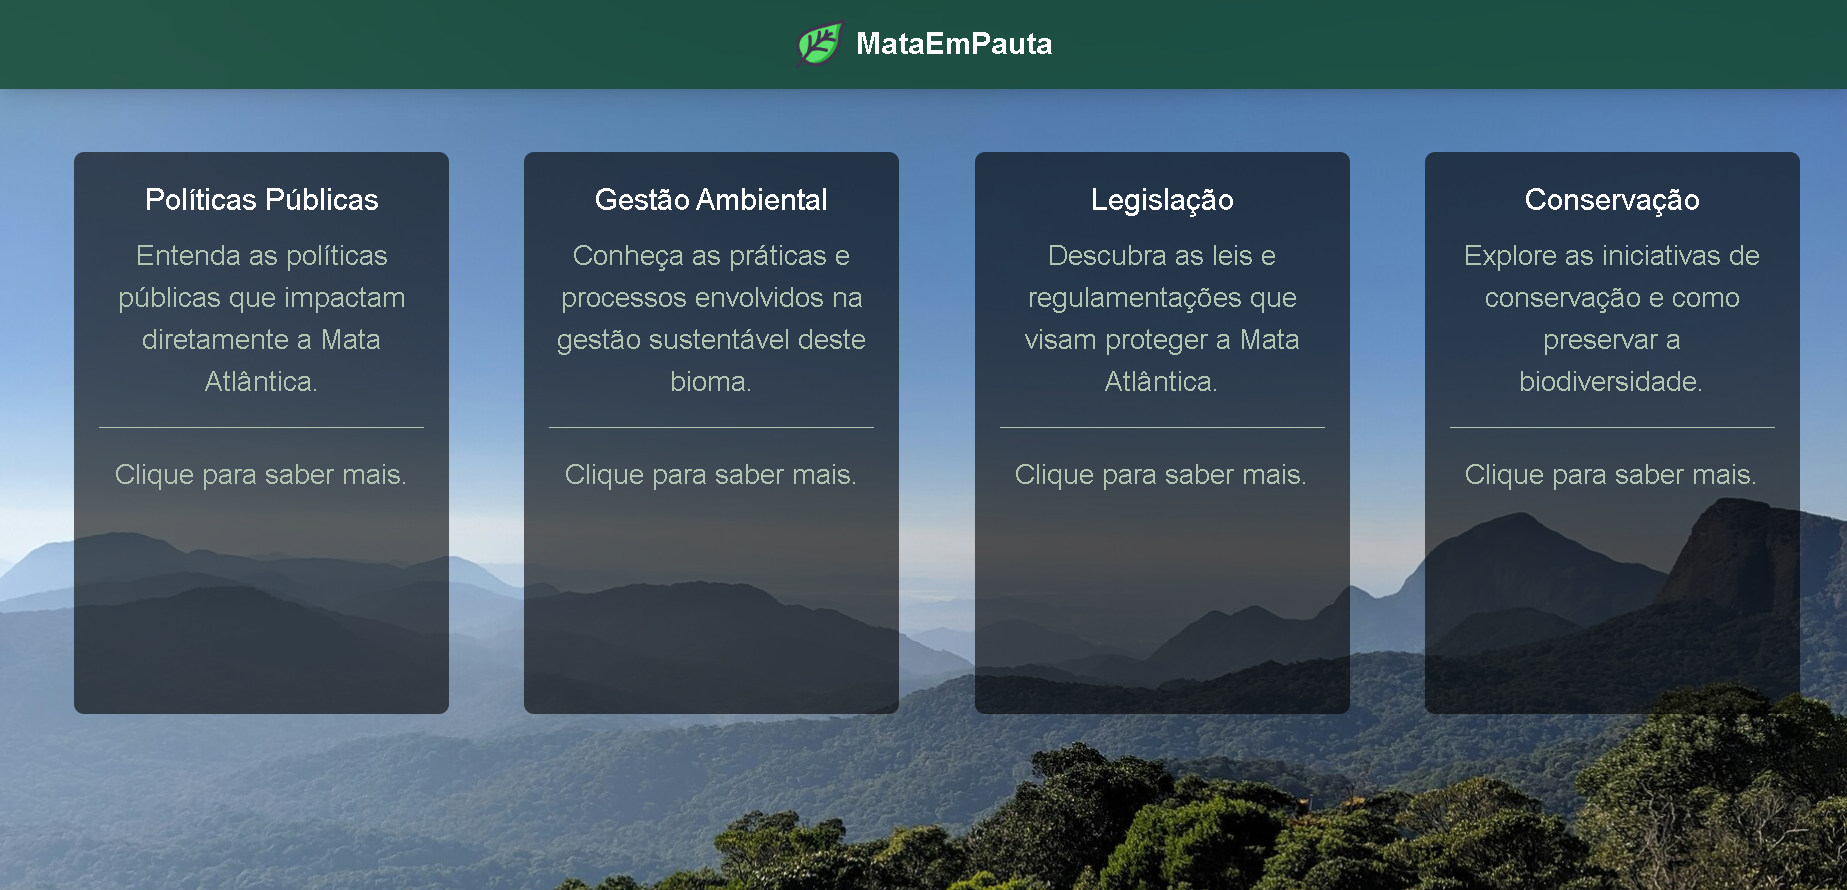 MataEmPauta
Políticas Públicas
Entenda as políticas
públicas que impactam
diretamente a Mata
Atlântica.
Clique para saber mais.
Gestão Ambiental
Conheça as práticas e
processos envolvidos na
gestão sustentável deste
bioma.
Clique para saber mais.
Legislação
Descubra as leis e
regulamentações que
visam proteger a Mata
Atlântica.
Clique para saber mais.
Conservação
Explore as iniciativas de
conservação e como
preservar a
biodiversidade.
Clique para saber mais.